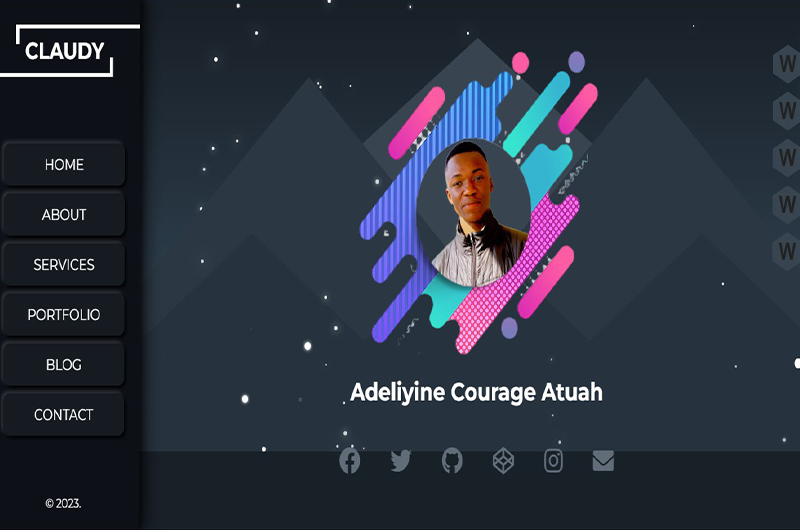 CLAUDY
HOME
ABOUT
SERVICES
PORTFOLIO
BLOG
CONTACT
© 2023.
Adeliyine Courage Atuah
W
W
W
W
W